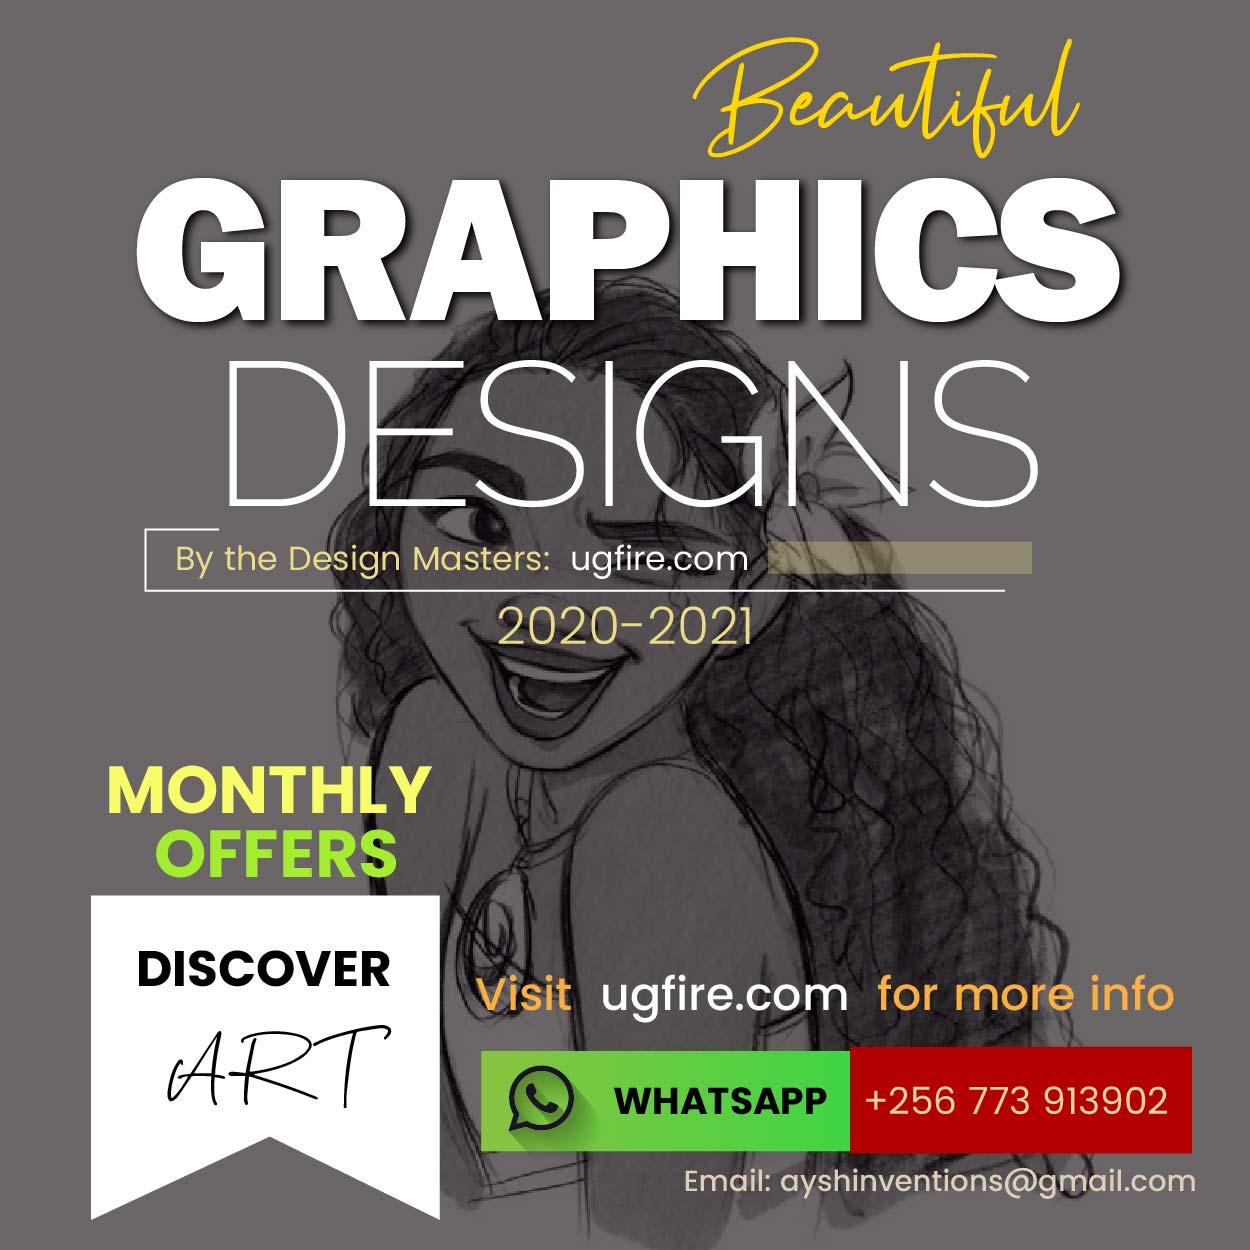 Beautiful
GRAPHICS
DESIGNS
By the Design Masters: ugfire.com
2020-2021
MONTHLY
OFFERS
DISCOVER
ART
Visit ugfire.com for more info
WHATSAPP +256 773 913902
Email: ayshinventions@gmail.com